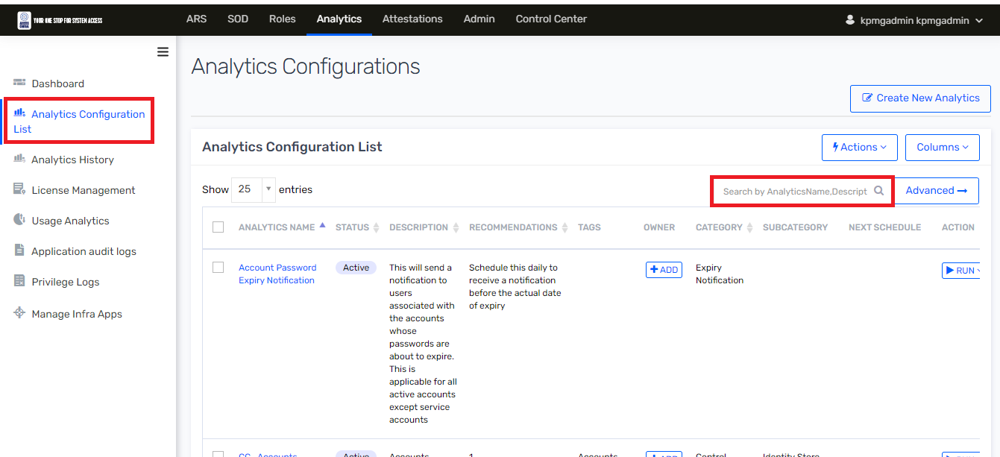 ACCESS CENTRAL YOUR ONE STOP FOR SYSTEM ACCESS
ARS SOD Roles Analytics Attestations Admin Control Center kpmgadmin kpmgadmin
Dashboard
Analytics Configuration
List
Analytics History
License Management
Usage Analytics
Application audit logs
Privilege Logs
Manage Infra Apps
Analytics Configurations
Create New Analytics
Analytics Configuration List
Actions Columns
Show 25 entries
Search by AnalyticsName,Descript
Advanced
ANALYTICS NAME STATUS DESCRIPTION RECOMMENDATIONS TAGS OWNER CATEGORY SUBCATEGORY NEXT SCHEDULE ACTION
Account Password
Expiry Notification
Active
This will send a
notification to
users
associated with
the accounts
whose
passwords are
about to expire.
This is
applicable for all
active accounts
except service
accounts
Schedule this daily to
receive a notification
before the actual date
of expiry
ADD
Expiry
Notification
RUN
CC_Accounts Active Accounts 1 Accounts ADD Control Identity Store